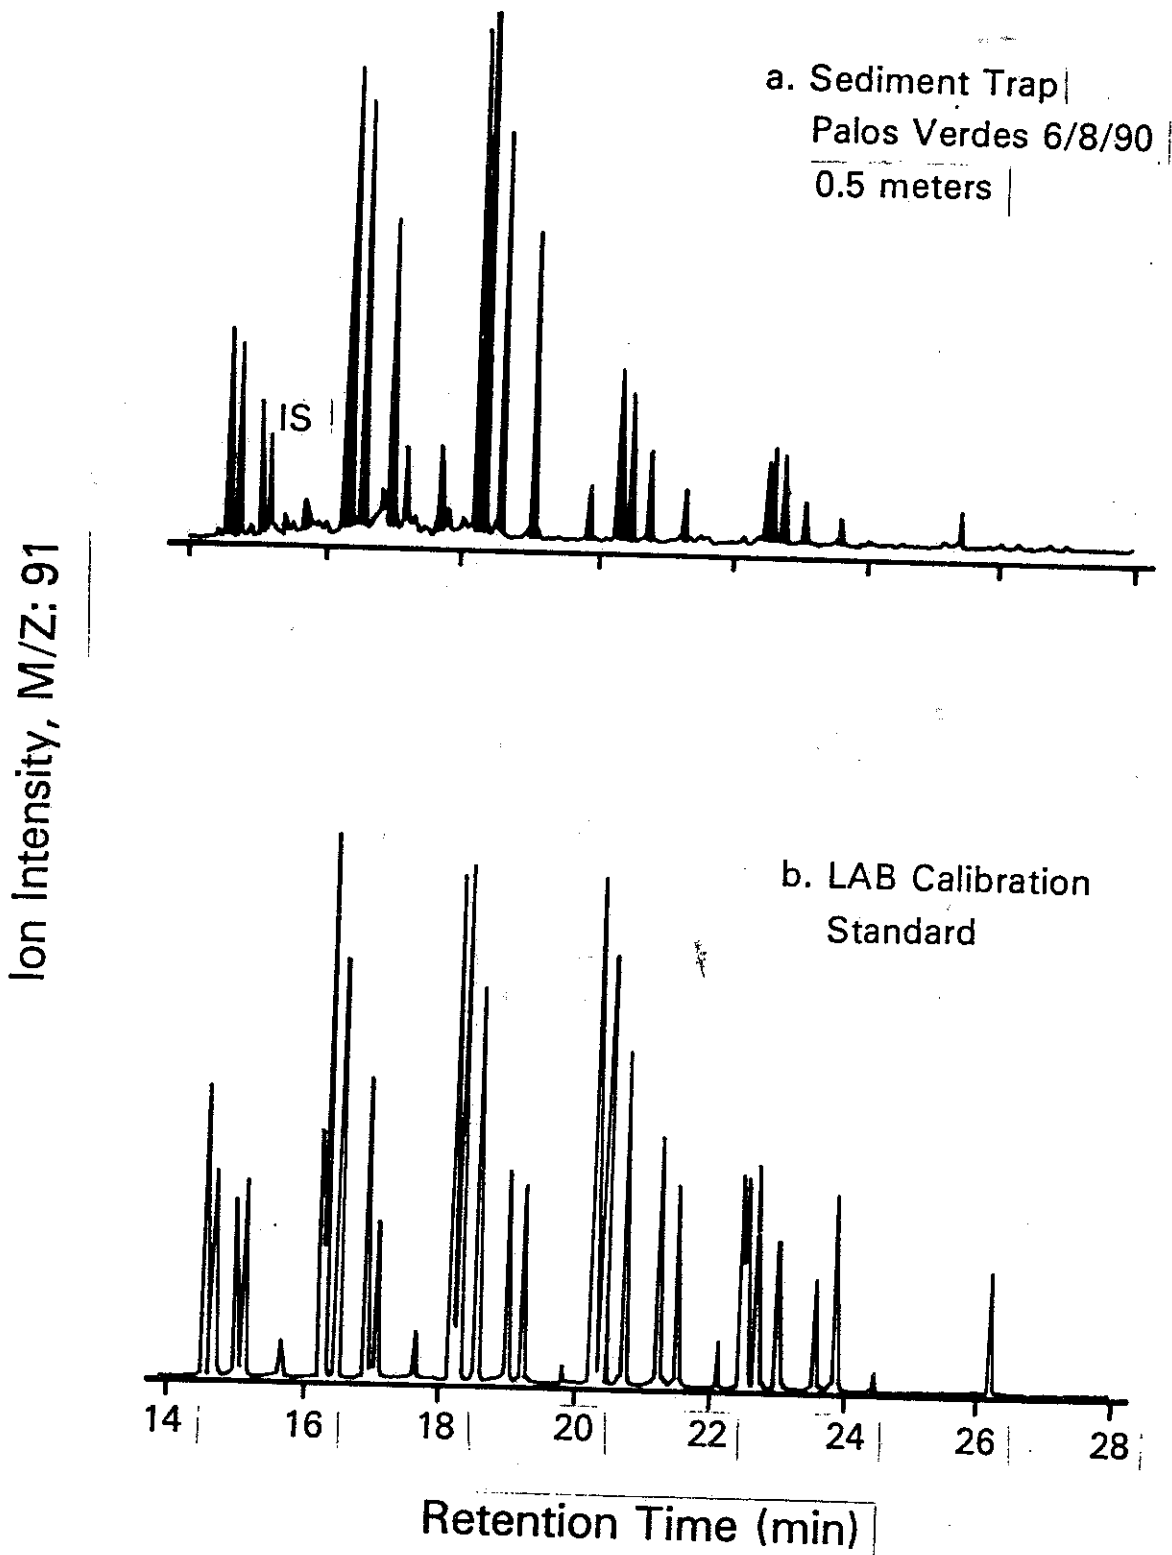 a. Sediment Trap
Palos Verdes 6/8/90
0.5 meters
IS
Ion Intensity, M/Z: 91
b. LAB Calibration
Standard
14 16 18 20 22 24 26 28
Retention Time (min)